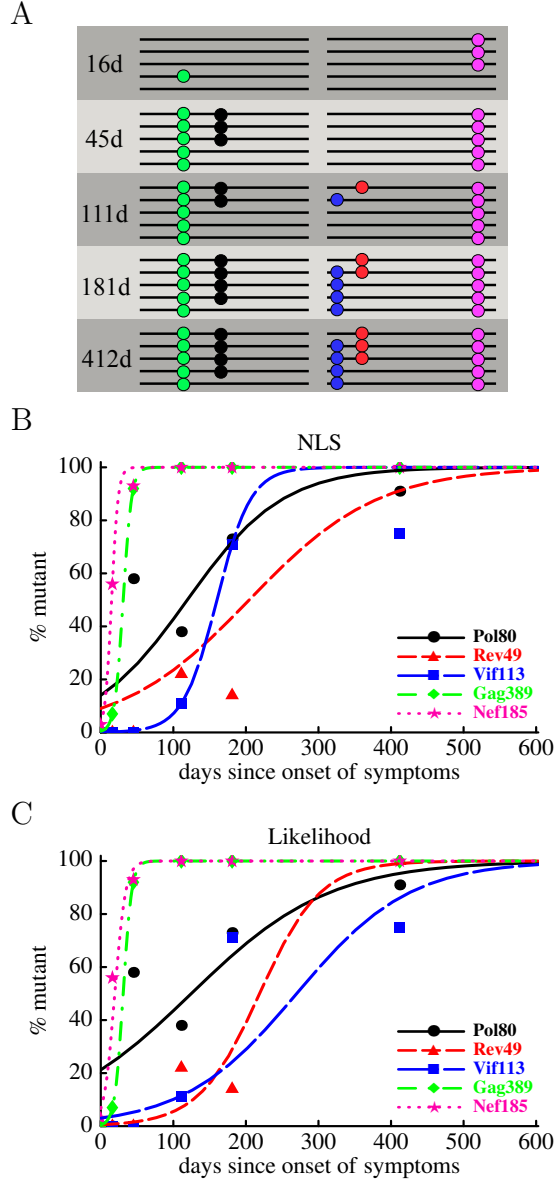 A
16d
45d
111d
181d
412d
B
NLS
100
80
60
40
20
0
% mutant
Pol80
Rev49
Vif113
Gag389
Nef185
0 100 200 300 400 500 600
days since onset of symptoms
C
Likelihood
100
80
60
40
20
0
% mutant
Pol80
Rev49
Vif113
Gag389
Nef185
0 100 200 300 400 500 600
days since onset of symptoms